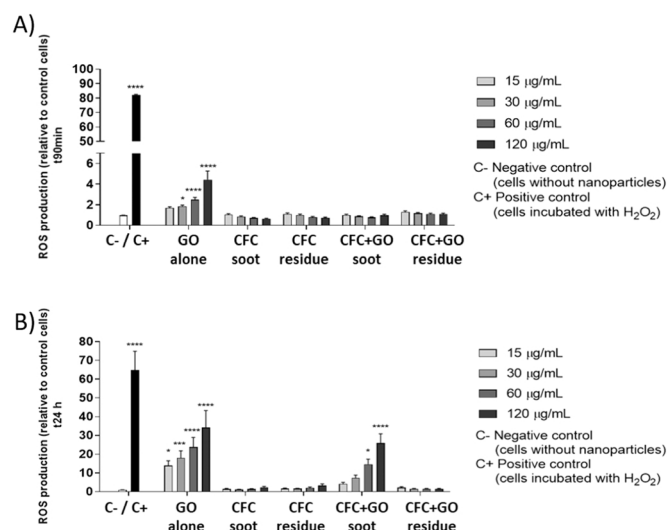 A)
ROS production (relative to control cells)
t90min
100
90
80
70
60
50
6
4
2
0
****
*
****
****
C- / C+
GO
alone
CFC
soot
CFC
residue
CFC+GO
soot
CFC+GO
residue
15 µg/mL
30 µg/mL
60 µg/mL
120 µg/mL
C- Negative control
(cells without nanoparticles)
C+ Positive control
(cells incubated with H₂O₂)
B)
ROS production (relative to control cells)
t24 h
80
70
60
50
40
30
20
10
0
****
*
***
****
****
*
****
C- / C+
GO
alone
CFC
soot
CFC
residue
CFC+GO
soot
CFC+GO
residue
15 µg/mL
30 µg/mL
60 µg/mL
120 µg/mL
C- Negative control
(cells without nanoparticles)
C+ Positive control
(cells incubated with H₂O₂)